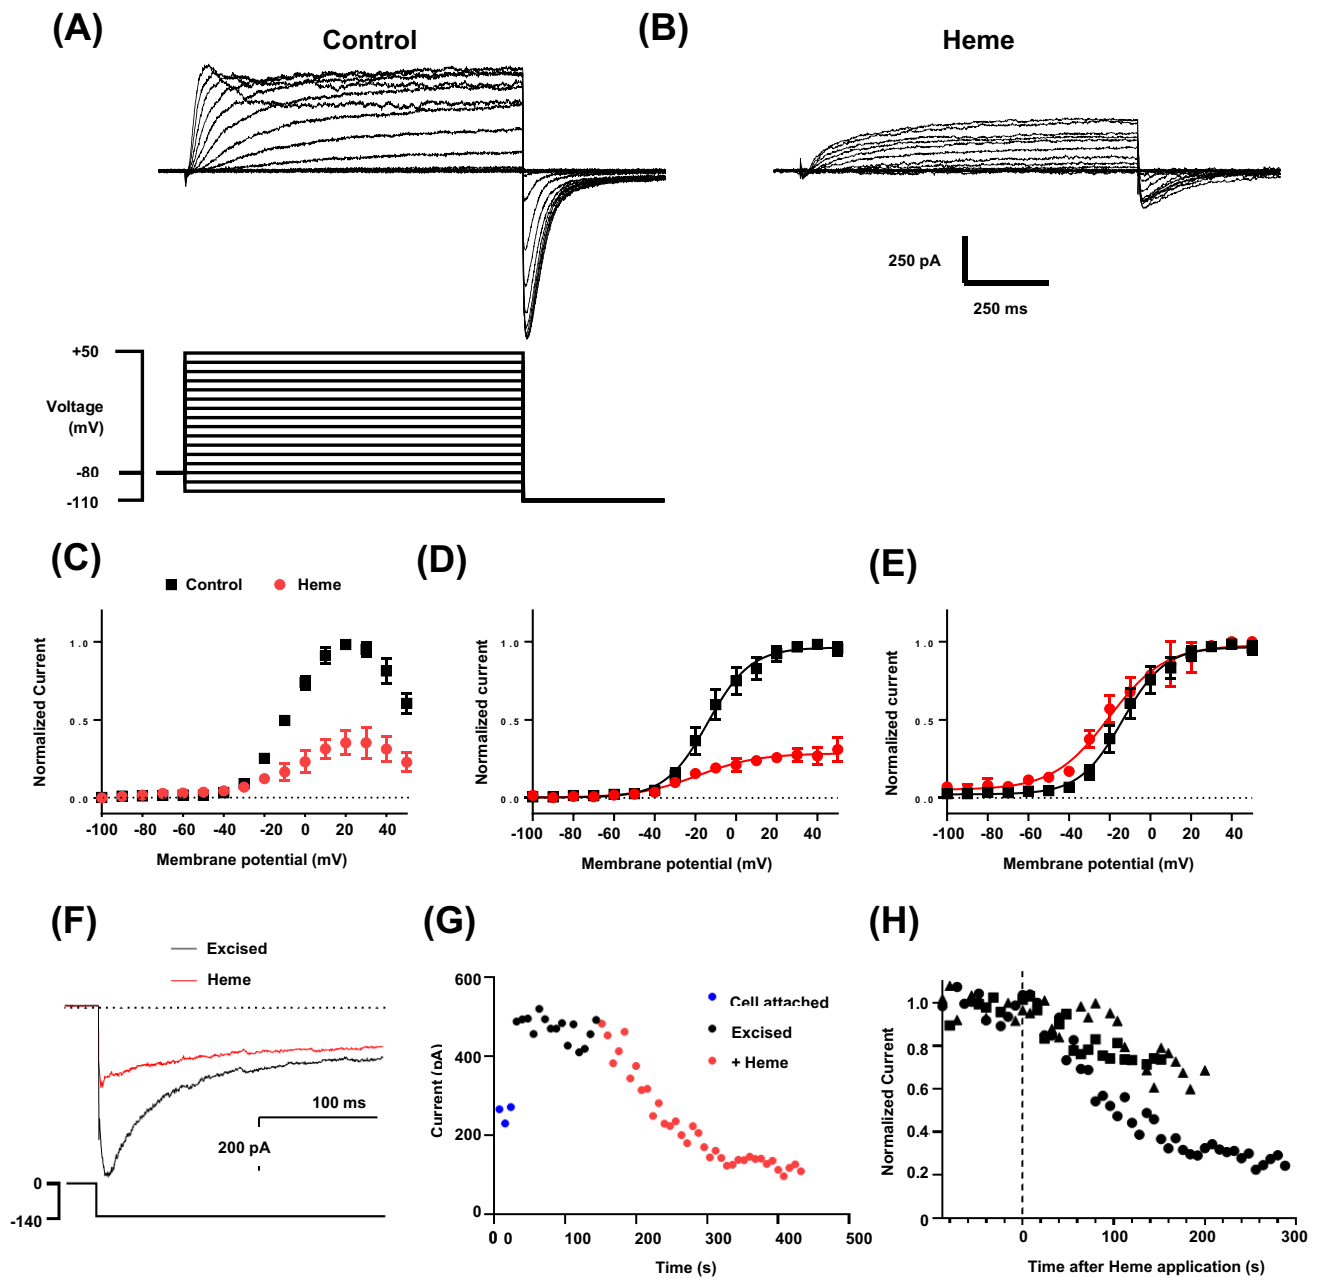 (A)
Control
(B)
Heme
250 pA
250 ms
+50
Voltage
(mV)
-80
-110
(C)
Control
Heme
Normalized Current
1.0
0.5
0.0
-100 -80 -60 -40 -20 0 20 40
Membrane potential (mV)
(D)
Normalized current
1.0
0.5
0.0
-100 -80 -60 -40 -20 0 20 40
Membrane potential (mV)
(E)
Normalized current
1.0
0.5
0.0
-100 -80 -60 -40 -20 0 20 40
Membrane potential (mV)
(F)
Excised
Heme
100 ms
200 pA
0
-140
(G)
Current (pA)
600
400
200
0
0 0 100 200 300 400 500
Time (s)
Cell attached
Excised
+ Heme
(H)
Normalized Current
1.0
0.8
0.6
0.4
0.2
0
0 100 200 300
Time after Heme application (s)